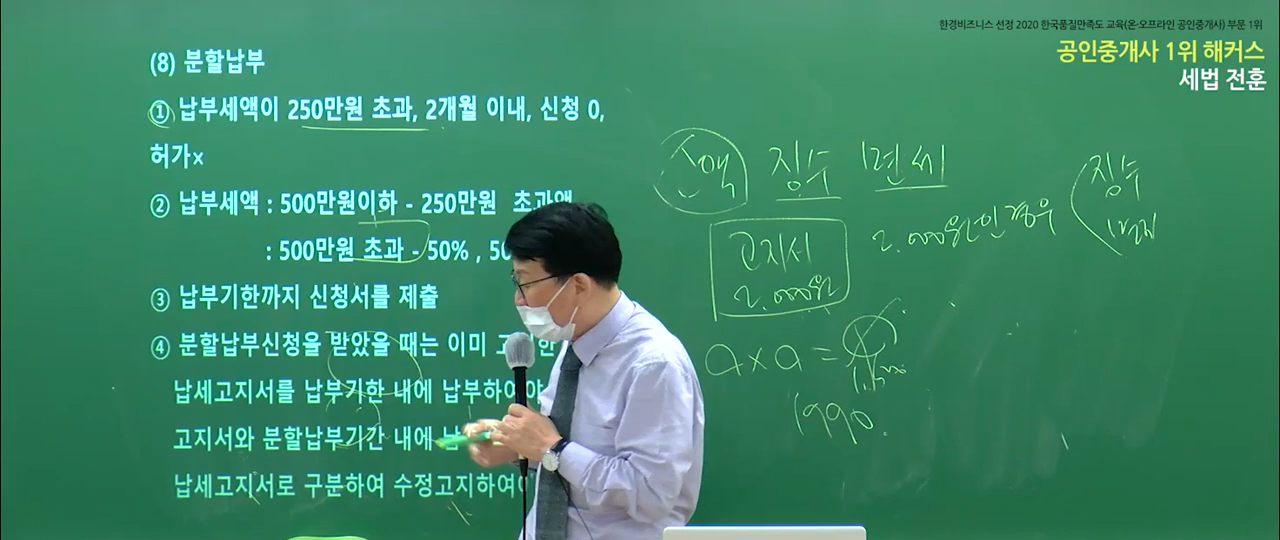 한경비즈니스 선정 2020 한국품질만족도 교육(온·오프라인 공인중개사) 부문 1위
공인중개사 1위 해커스
세법 전훈
(8) 분할납부
① 납부세액이 250만원 초과, 2개월 이내, 신청 0,
허가×
② 납부세액 : 500만원이하 - 250만원 초과액
: 500만원 초과 - 50% , 50
③ 납부기한까지 신청서를 제출
④ 분할납부신청을 받았을 때는 이미 고지한
납세고지서를 납부기한 내에 납부하여야
고지서와 분할납부기간 내에 납
납세고지서로 구분하여 수정고지하여야
소액 징수 면제
고지서
2.000원
2.000원인 경우
징수
면제
a × a =
1990